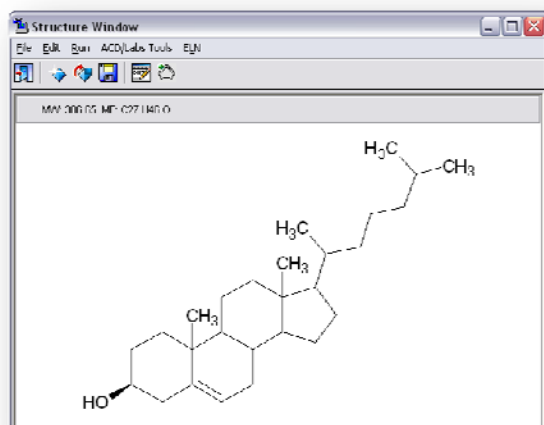 Structure Window
File Edit Run ACD/Labs Tools ELN
MW: 386.65 MF: C27 H46 O
H3C
CH3
H3C
CH3
CH3
HO